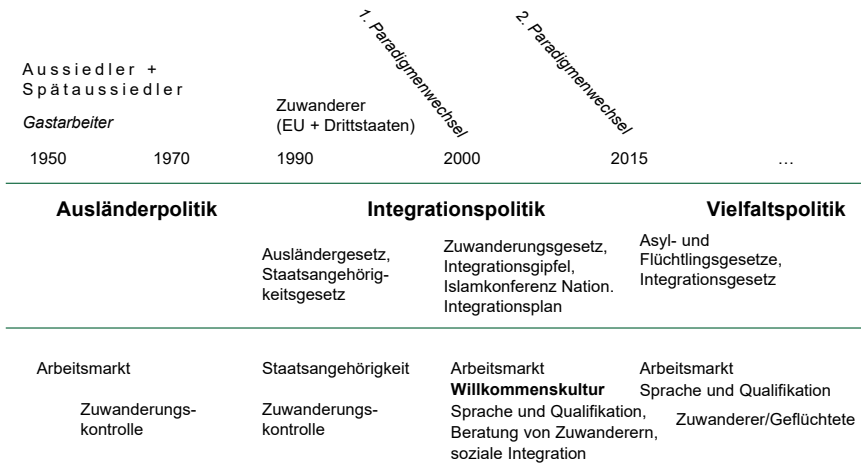 1. Paradigmenwechsel
2. Paradigmenwechsel
Aussiedler +
Spätaussiedler
Gastarbeiter
Zuwanderer
(EU + Drittstaaten)
1950 1970 1990 2000 2015 ...
Ausländerpolitik Integrationspolitik Vielfaltspolitik
Ausländergesetz,
Staatsangehörig-
keitsgesetz
Zuwanderungsgesetz,
Integrationsgipfel,
Islamkonferenz Nation.
Integrationsplan
Asyl- und
Flüchtlingsgesetze,
Integrationsgesetz
Arbeitsmarkt
Zuwanderungs-
kontrolle
Staatsangehörigkeit
Zuwanderungs-
kontrolle
Arbeitsmarkt
Willkommenskultur
Sprache und Qualifikation,
Beratung von Zuwanderern,
soziale Integration
Arbeitsmarkt
Sprache und Qualifikation
Zuwanderer/Geflüchtete